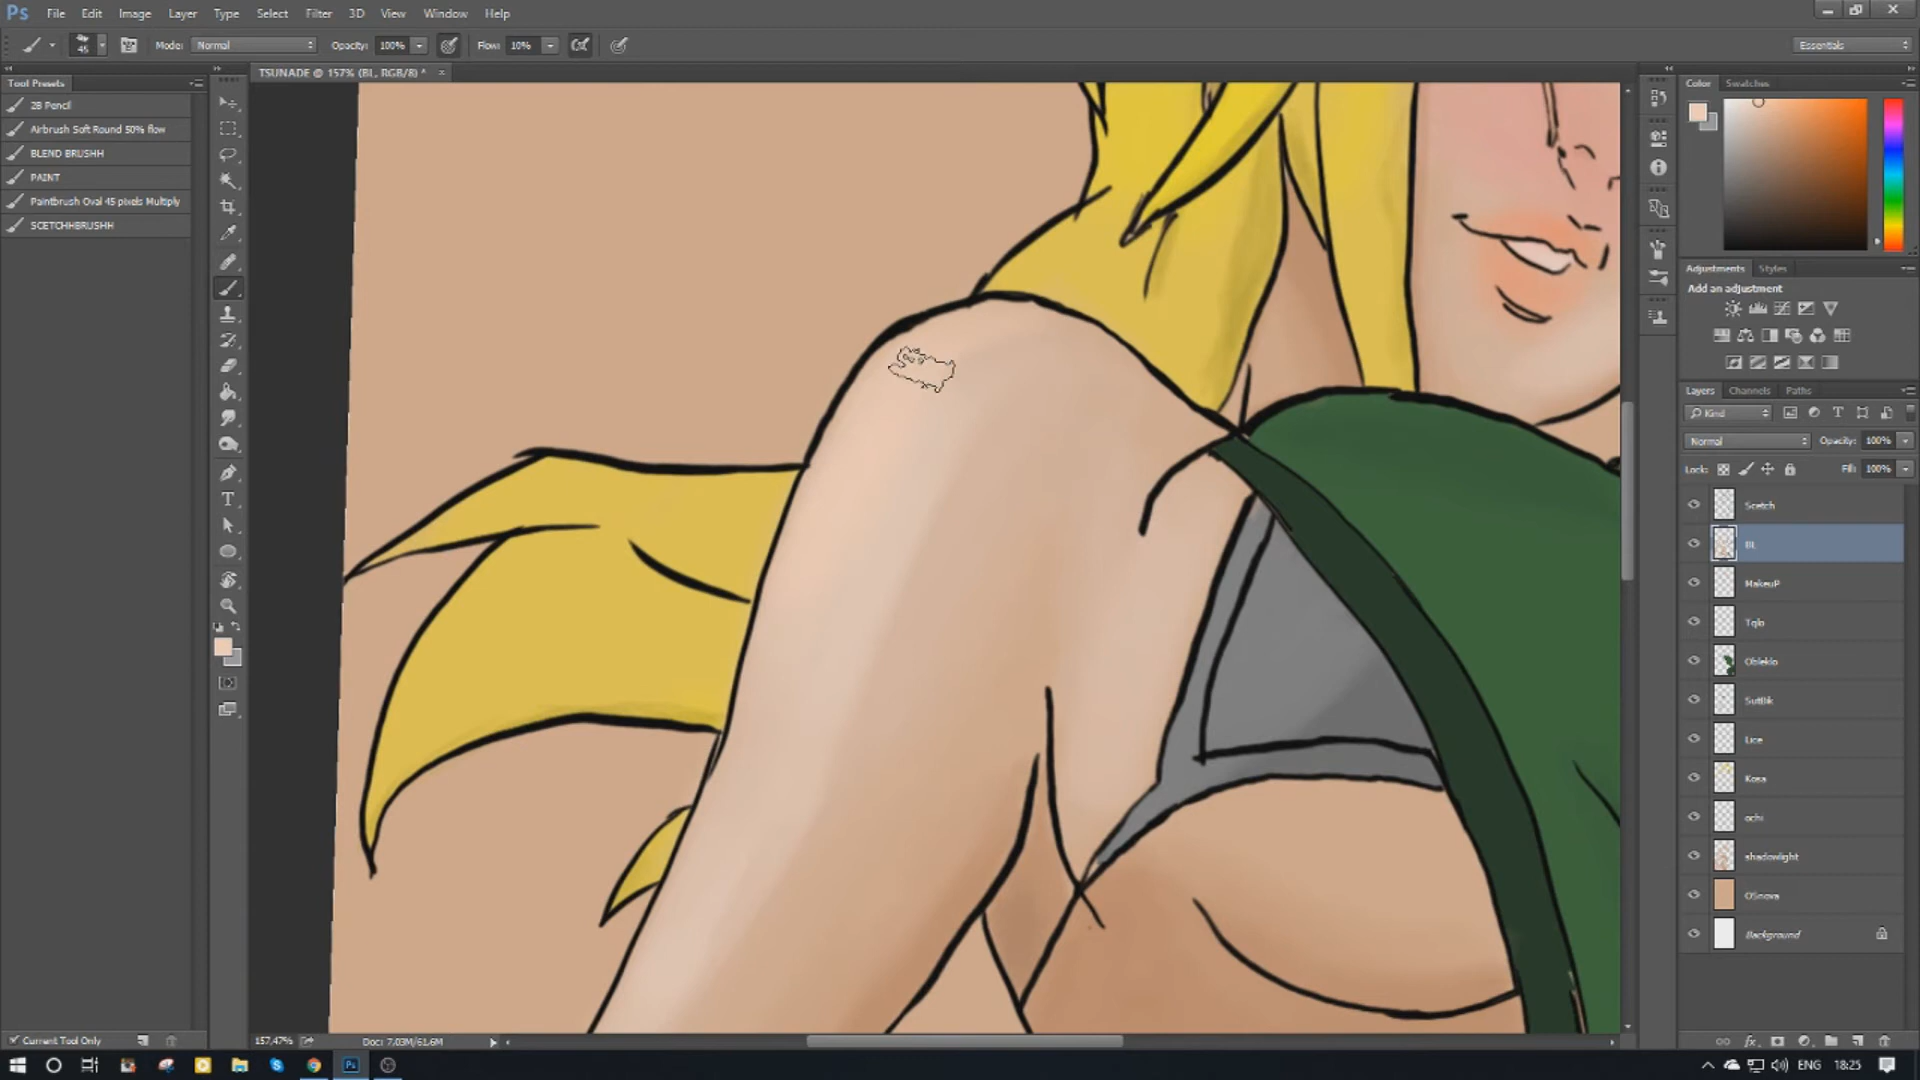 Ps File Edit Image Layer Type Select Filter 3D View Window Help
45 Mode: Normal Opacity: 100% Flow: 10% Essentials
Tool Presets
TSUNADE @ 157% (BL, RGB/8) *
Color Swatches
2B Pencil
Airbrush Soft Round 50% flow
BLEND BRUSHH
PAINT
Paintbrush Oval 45 pixels Multiply
SCETCHHBRUSHH
Adjustments Styles
Add an adjustment
Layers Channels Paths
Kind
Normal Opacity: 100%
Lock: Fill: 100%
Scetch
BL
MakeuP
Tqlo
Obleklo
SutBik
Lice
Kosa
ochi
shadowlight
OSnova
Background
Current Tool Only
157,47% Doc: 7,03M/61,6M
ENG 18:25